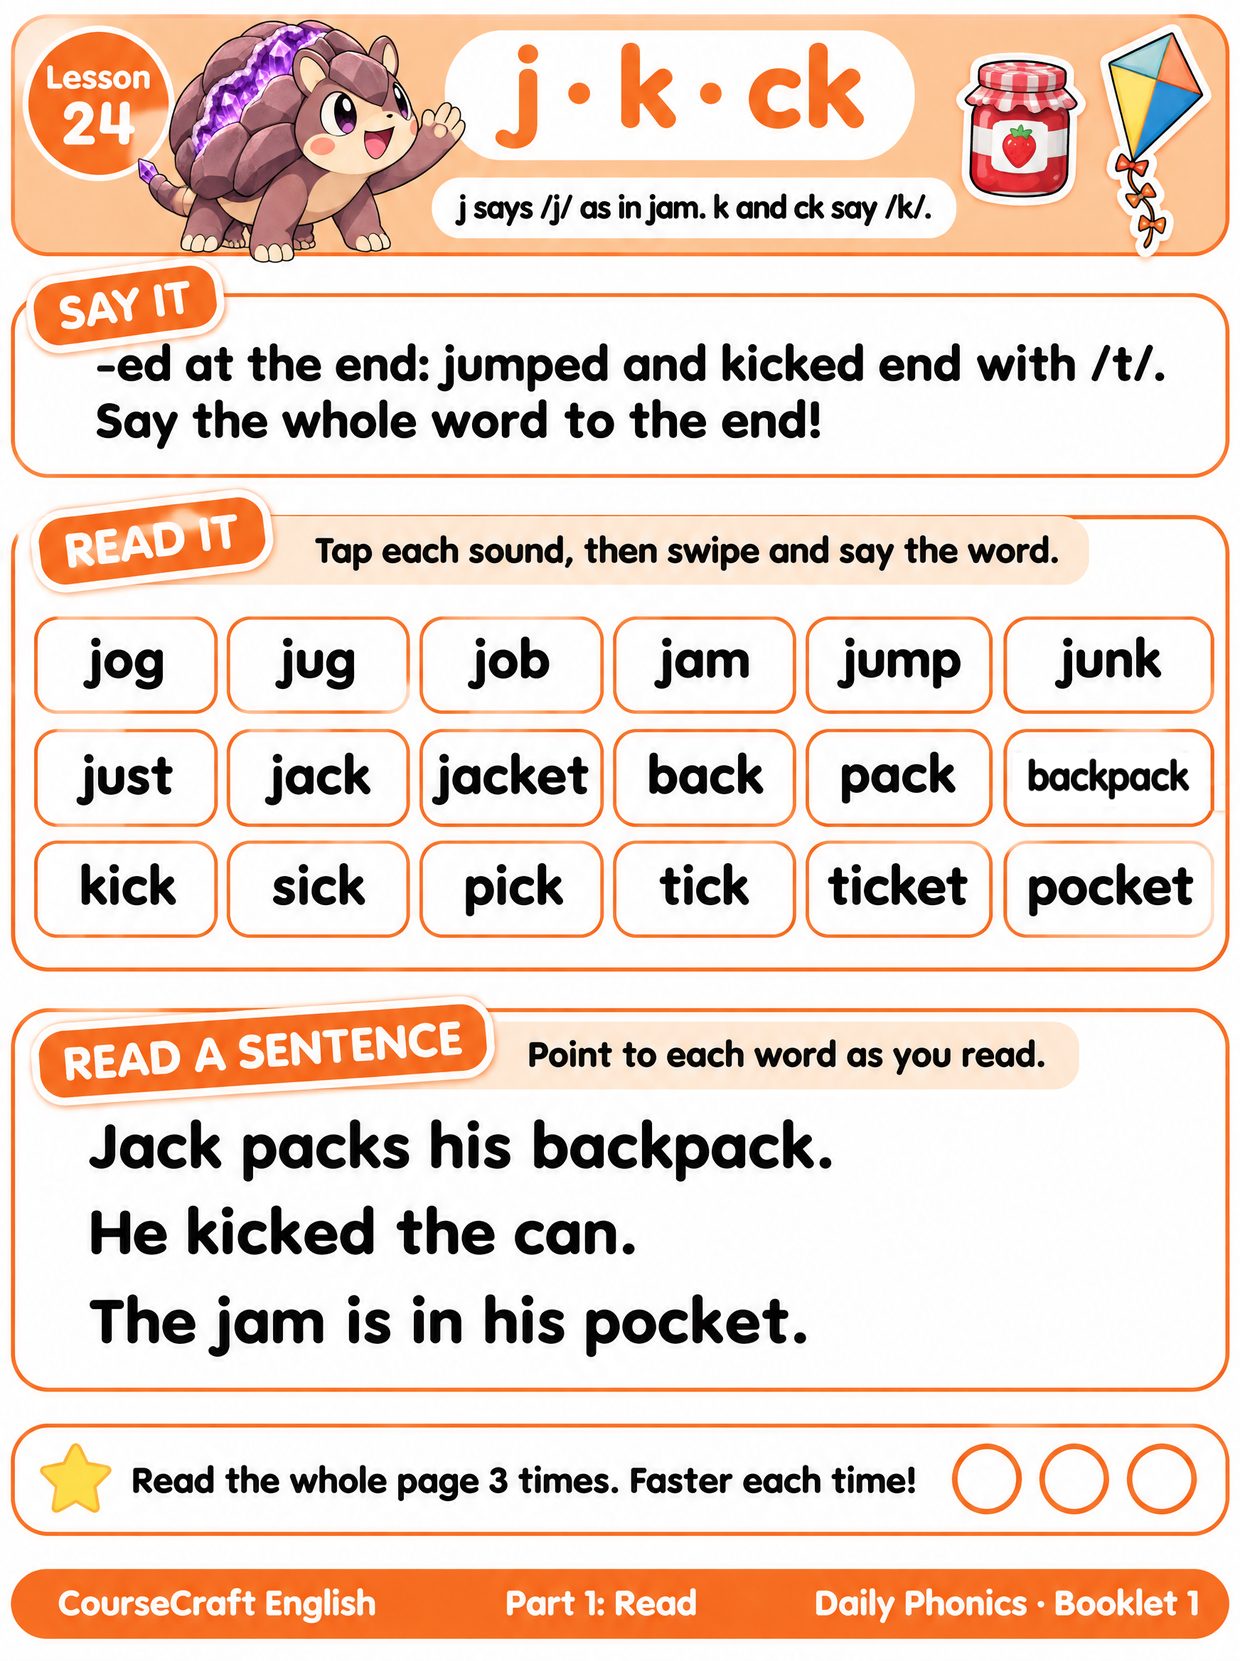 Lesson
24
j · k · ck
j says /j/ as in jam. k and ck say /k/.
SAY IT
-ed at the end: jumped and kicked end with /t/.
Say the whole word to the end!
READ IT
Tap each sound, then swipe and say the word.
jog jug job jam jump junk
just jack jacket back pack backpack
kick sick pick tick ticket pocket
READ A SENTENCE
Point to each word as you read.
Jack packs his backpack.
He kicked the can.
The jam is in his pocket.
Read the whole page 3 times. Faster each time!
CourseCraft English Part 1: Read Daily Phonics · Booklet 1